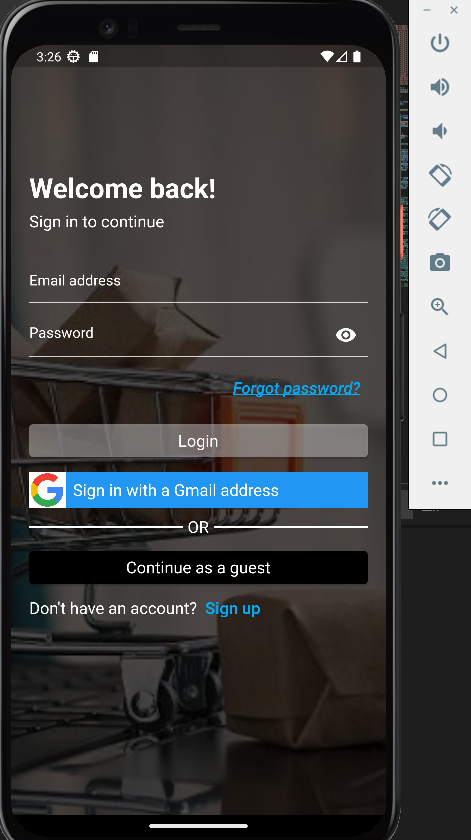 3:26
Welcome back!
Sign in to continue
Email address
Password
Forgot password?
Login
Sign in with a Gmail address
OR
Continue as a guest
Don't have an account? Sign up